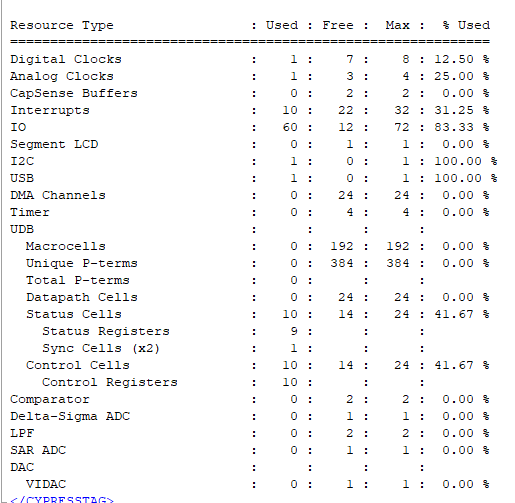 Resource Type                 : Used : Free :  Max :  % Used
============================================================
Digital Clocks                :    1 :    7 :    8 : 12.50 %
Analog Clocks                 :    1 :    3 :    4 : 25.00 %
CapSense Buffers              :    0 :    2 :    2 :  0.00 %
Interrupts                    :   10 :   22 :   32 : 31.25 %
IO                            :   60 :   12 :   72 : 83.33 %
Segment LCD                   :    0 :    1 :    1 :  0.00 %
I2C                           :    1 :    0 :    1 : 100.00 %
USB                           :    1 :    0 :    1 : 100.00 %
DMA Channels                  :    0 :   24 :   24 :  0.00 %
Timer                         :    0 :    4 :    4 :  0.00 %
UDB                           :      :      :      :
  Macrocells                  :    0 :  192 :  192 :  0.00 %
  Unique P-terms              :    0 :  384 :  384 :  0.00 %
  Total P-terms               :    0 :      :      :
  Datapath Cells              :    0 :   24 :   24 :  0.00 %
  Status Cells                :   10 :   14 :   24 : 41.67 %
    Status Registers          :    9 :      :      :
    Sync Cells (x2)           :    1 :      :      :
  Control Cells               :   10 :   14 :   24 : 41.67 %
    Control Registers         :   10 :      :      :
Comparator                    :    0 :    2 :    2 :  0.00 %
Delta-Sigma ADC               :    0 :    1 :    1 :  0.00 %
LPF                           :    0 :    2 :    2 :  0.00 %
SAR ADC                       :    0 :    1 :    1 :  0.00 %
DAC                           :      :      :      :
  VIDAC                       :    0 :    1 :    1 :  0.00 %
</CYPRESSTAG>